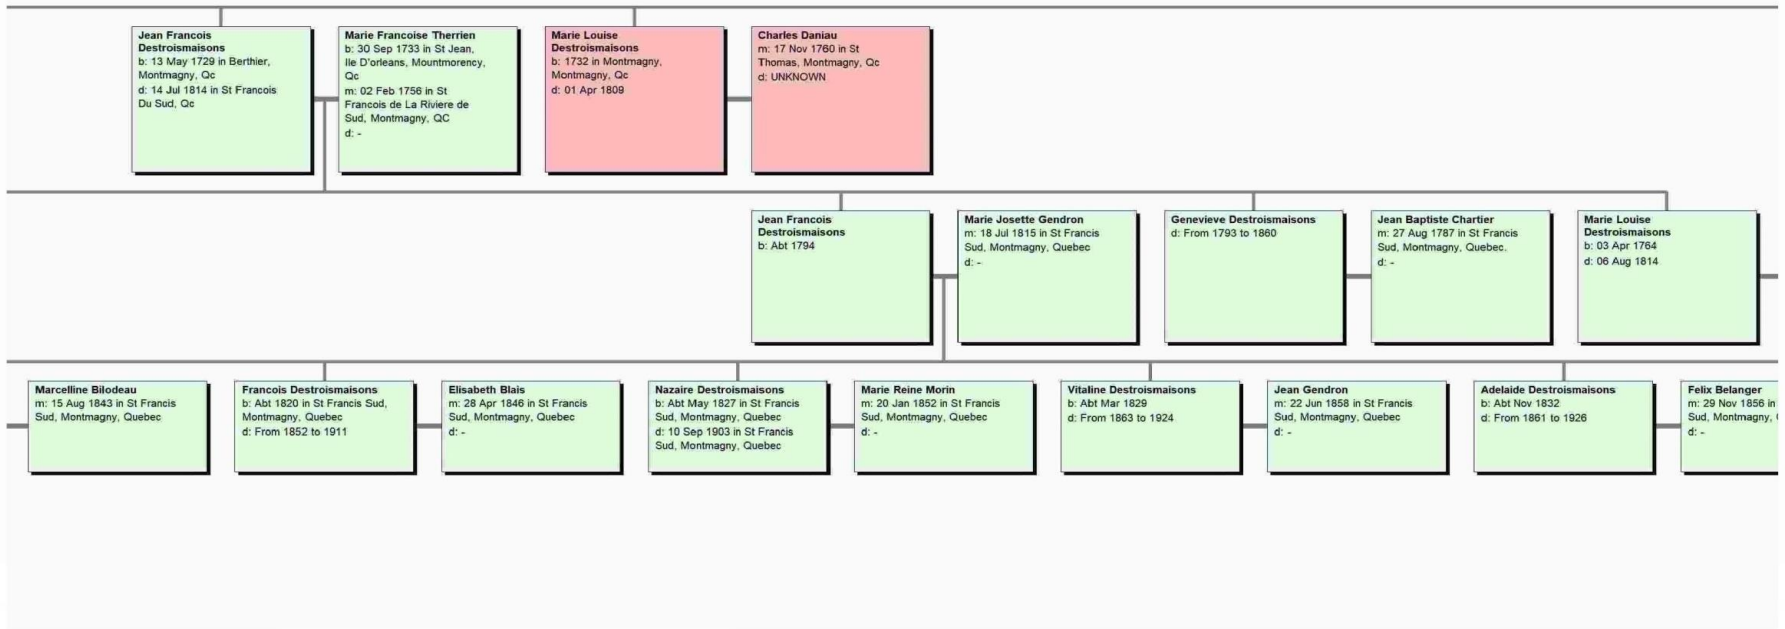 Jean Francois
Destroismaisons
b: 13 May 1729 in Berthier,
Montmagny, Qc
d: 14 Jul 1814 in St Francois
Du Sud, Qc
Marie Francoise Therrien
b: 30 Sep 1733 in St Jean,
Ile D'orleans, Mountmorency,
Qc
m: 02 Feb 1756 in St
Francois de La Riviere de
Sud, Montmagny, QC
d: -
Marie Louise
Destroismaisons
b: 1732 in Montmagny,
Montmagny, Qc
d: 01 Apr 1809
Charles Daniau
m: 17 Nov 1760 in St
Thomas, Montmagny, Qc
d: UNKNOWN
Jean Francois
Destroismaisons
b: Abt 1794
Marie Josette Gendron
m: 18 Jul 1815 in St Francis
Sud, Montmagny, Quebec
d: -
Genevieve Destroismaisons
d: From 1793 to 1860
Jean Baptiste Chartier
m: 27 Aug 1787 in St Francis
Sud, Montmagny, Quebec.
d: -
Marie Louise
Destroismaisons
b: 03 Apr 1764
d: 06 Aug 1814
Marcelline Bilodeau
m: 15 Aug 1843 in St Francis
Sud, Montmagny, Quebec
Francois Destroismaisons
b: Abt 1820 in St Francis Sud,
Montmagny, Quebec
d: From 1852 to 1911
Elisabeth Blais
m: 28 Apr 1846 in St Francis
Sud, Montmagny, Quebec
d: -
Nazaire Destroismaisons
b: Abt May 1827 in St Francis
Sud, Montmagny, Quebec
d: 10 Sep 1903 in St Francis
Sud, Montmagny, Quebec
Marie Reine Morin
m: 20 Jan 1852 in St Francis
Sud, Montmagny, Quebec
d: -
Vitaline Destroismaisons
b: Abt Mar 1829
d: From 1863 to 1924
Jean Gendron
m: 22 Jun 1858 in St Francis
Sud, Montmagny, Quebec
d: -
Adelaide Destroismaisons
b: Abt Nov 1832
d: From 1861 to 1926
Felix Belanger
m: 29 Nov 1856 in
Sud, Montmagny,
d: -